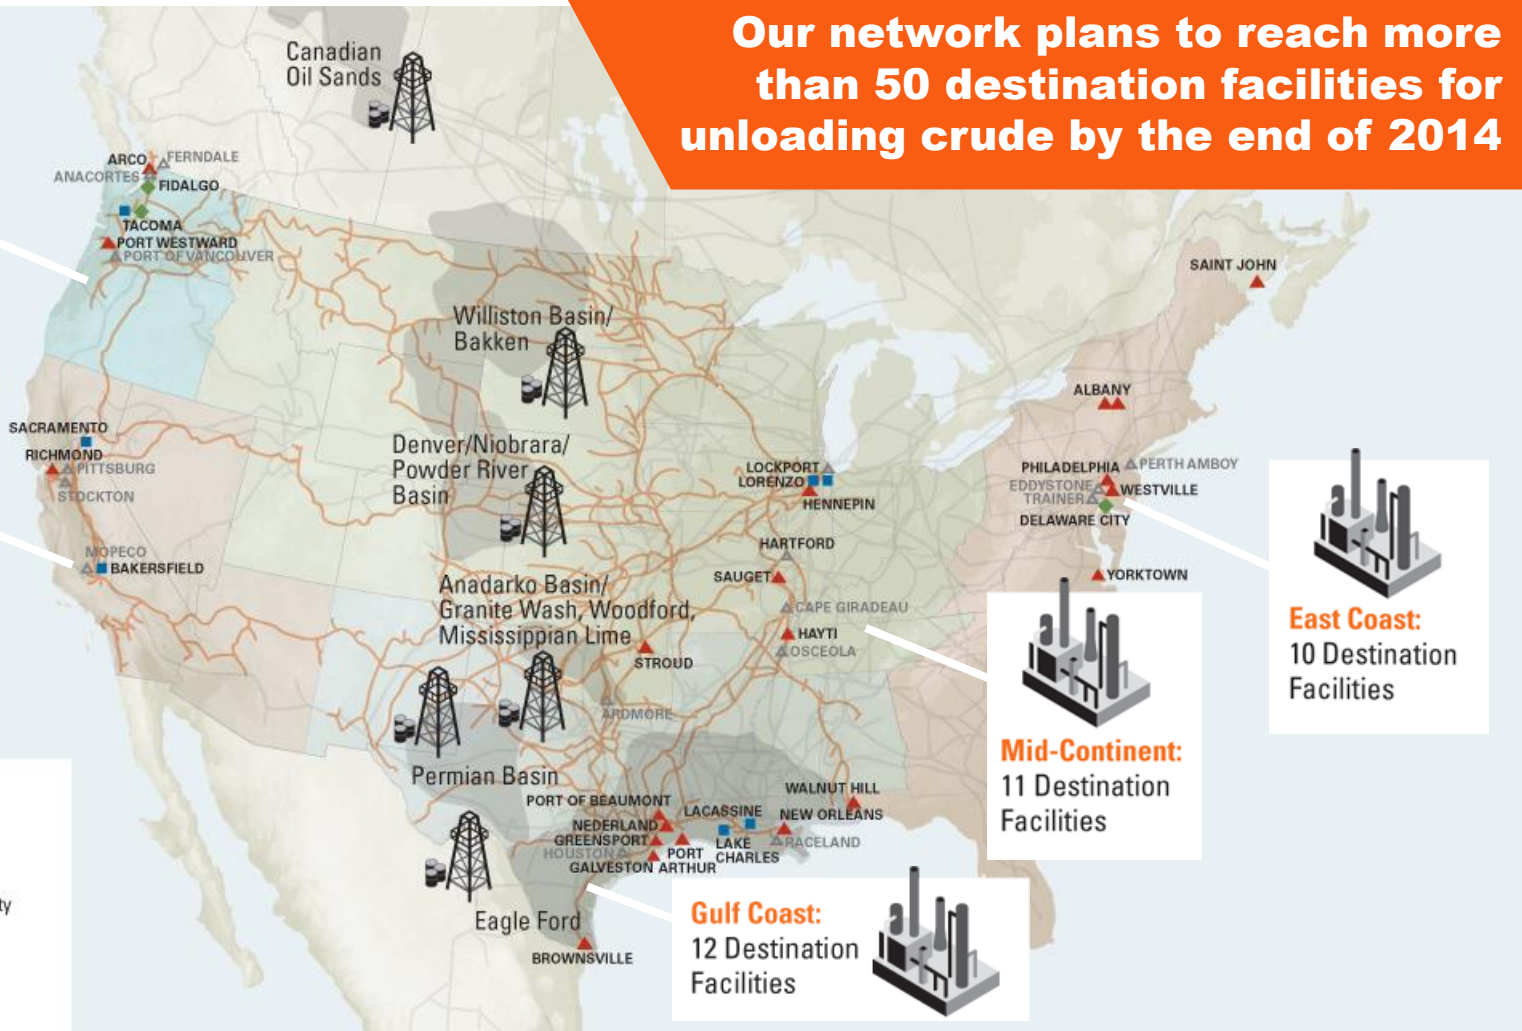 Our network plans to reach more
than 50 destination facilities for
unloading crude by the end of 2014
Canadian
Oil Sands
ARCO
FERNDALE
ANACORTES
FIDALGO
TACOMA
PORT WESTWARD
PORT OF VANCOUVER
SAINT JOHN
Williston Basin/
Bakken
ALBANY
SACRAMENTO
RICHMOND
PITTSBURG
STOCKTON
Denver/Niobrara/
Powder River
Basin
LOCKPORT
LORENZO
HENNEPIN
PHILADELPHIA
PERTH AMBOY
EDDYSTONE
TRAINER
WESTVILLE
DELAWARE CITY
MOPECO
BAKERSFIELD
HARTFORD
SAUGET
YORKTOWN
Anadarko Basin/
Granite Wash, Woodford,
Mississippian Lime
CAPE GIRADEAU
HAYTI
OSCEOLA
STROUD
ARDMORE
East Coast:
10 Destination
Facilities
Mid-Continent:
11 Destination
Facilities
Permian Basin
PORT OF BEAUMONT
NEDERLAND
GREENSPORT
HOUSTON
GALVESTON
PORT
ARTHUR
LACASSINE
LAKE
CHARLES
WALNUT HILL
NEW ORLEANS
RACELAND
Eagle Ford
BROWNSVILLE
Gulf Coast:
12 Destination
Facilities
ty